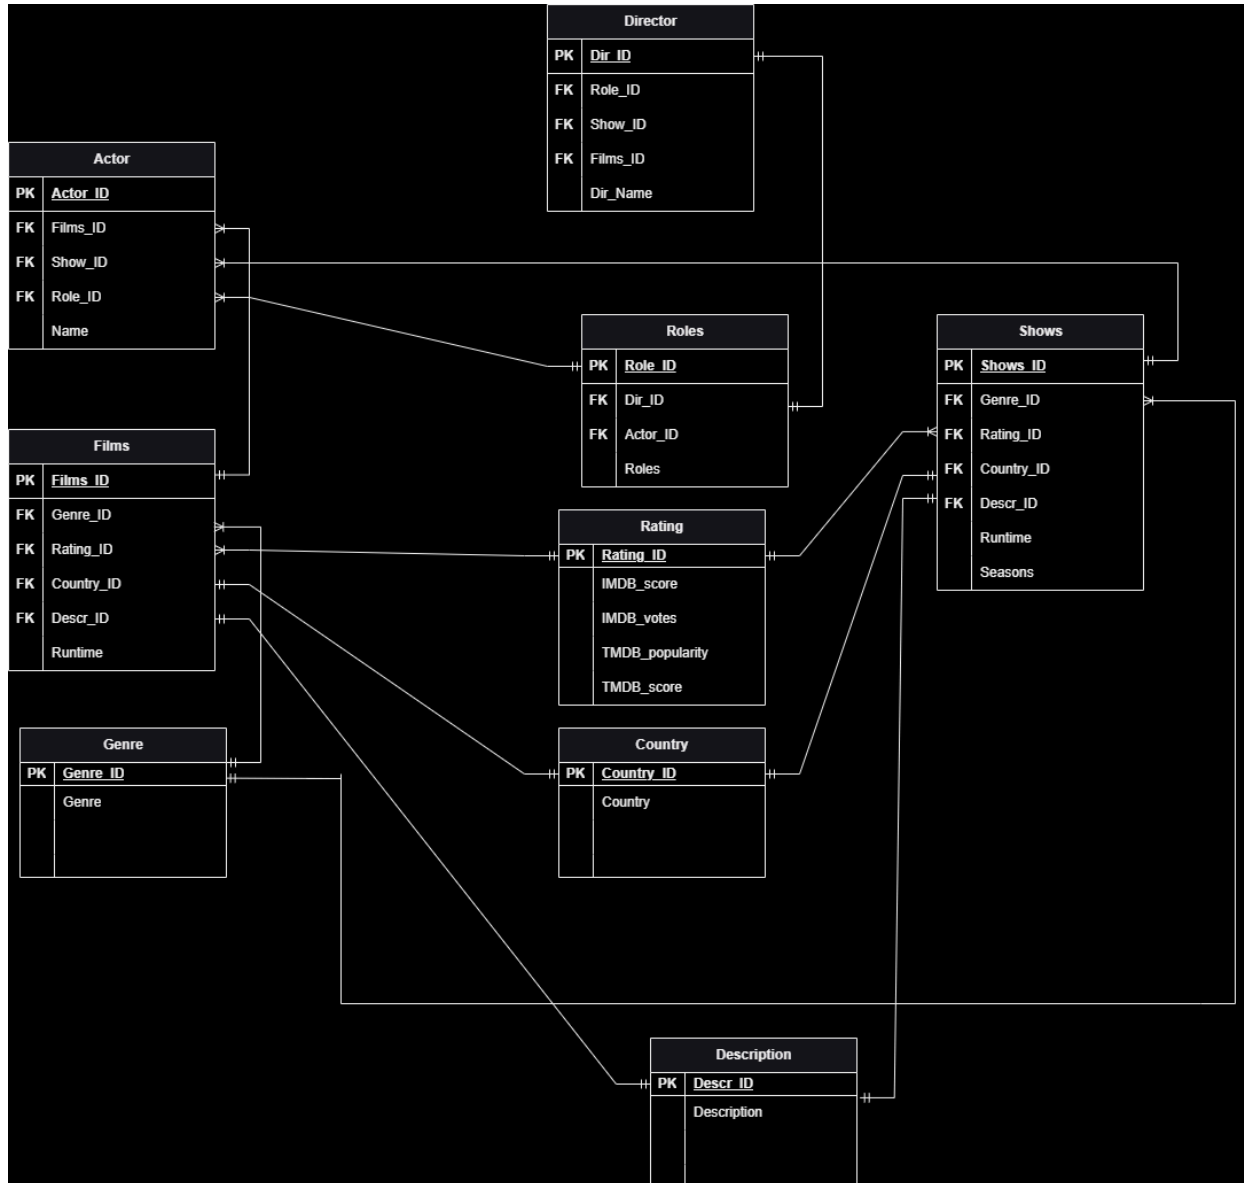 Director
PK Dir_ID
FK Role_ID
FK Show_ID
FK Films_ID
Dir_Name
Actor
PK Actor_ID
FK Films_ID
FK Show_ID
FK Role_ID
Name
Roles
PK Role_ID
FK Dir_ID
FK Actor_ID
Roles
Shows
PK Shows_ID
FK Genre_ID
FK Rating_ID
FK Country_ID
FK Descr_ID
Runtime
Seasons
Films
PK Films_ID
FK Genre_ID
FK Rating_ID
FK Country_ID
FK Descr_ID
Runtime
Rating
PK Rating_ID
IMDB_score
IMDB_votes
TMDB_popularity
TMDB_score
Genre
PK Genre_ID
Genre
Country
PK Country_ID
Country
Description
PK Descr_ID
Description